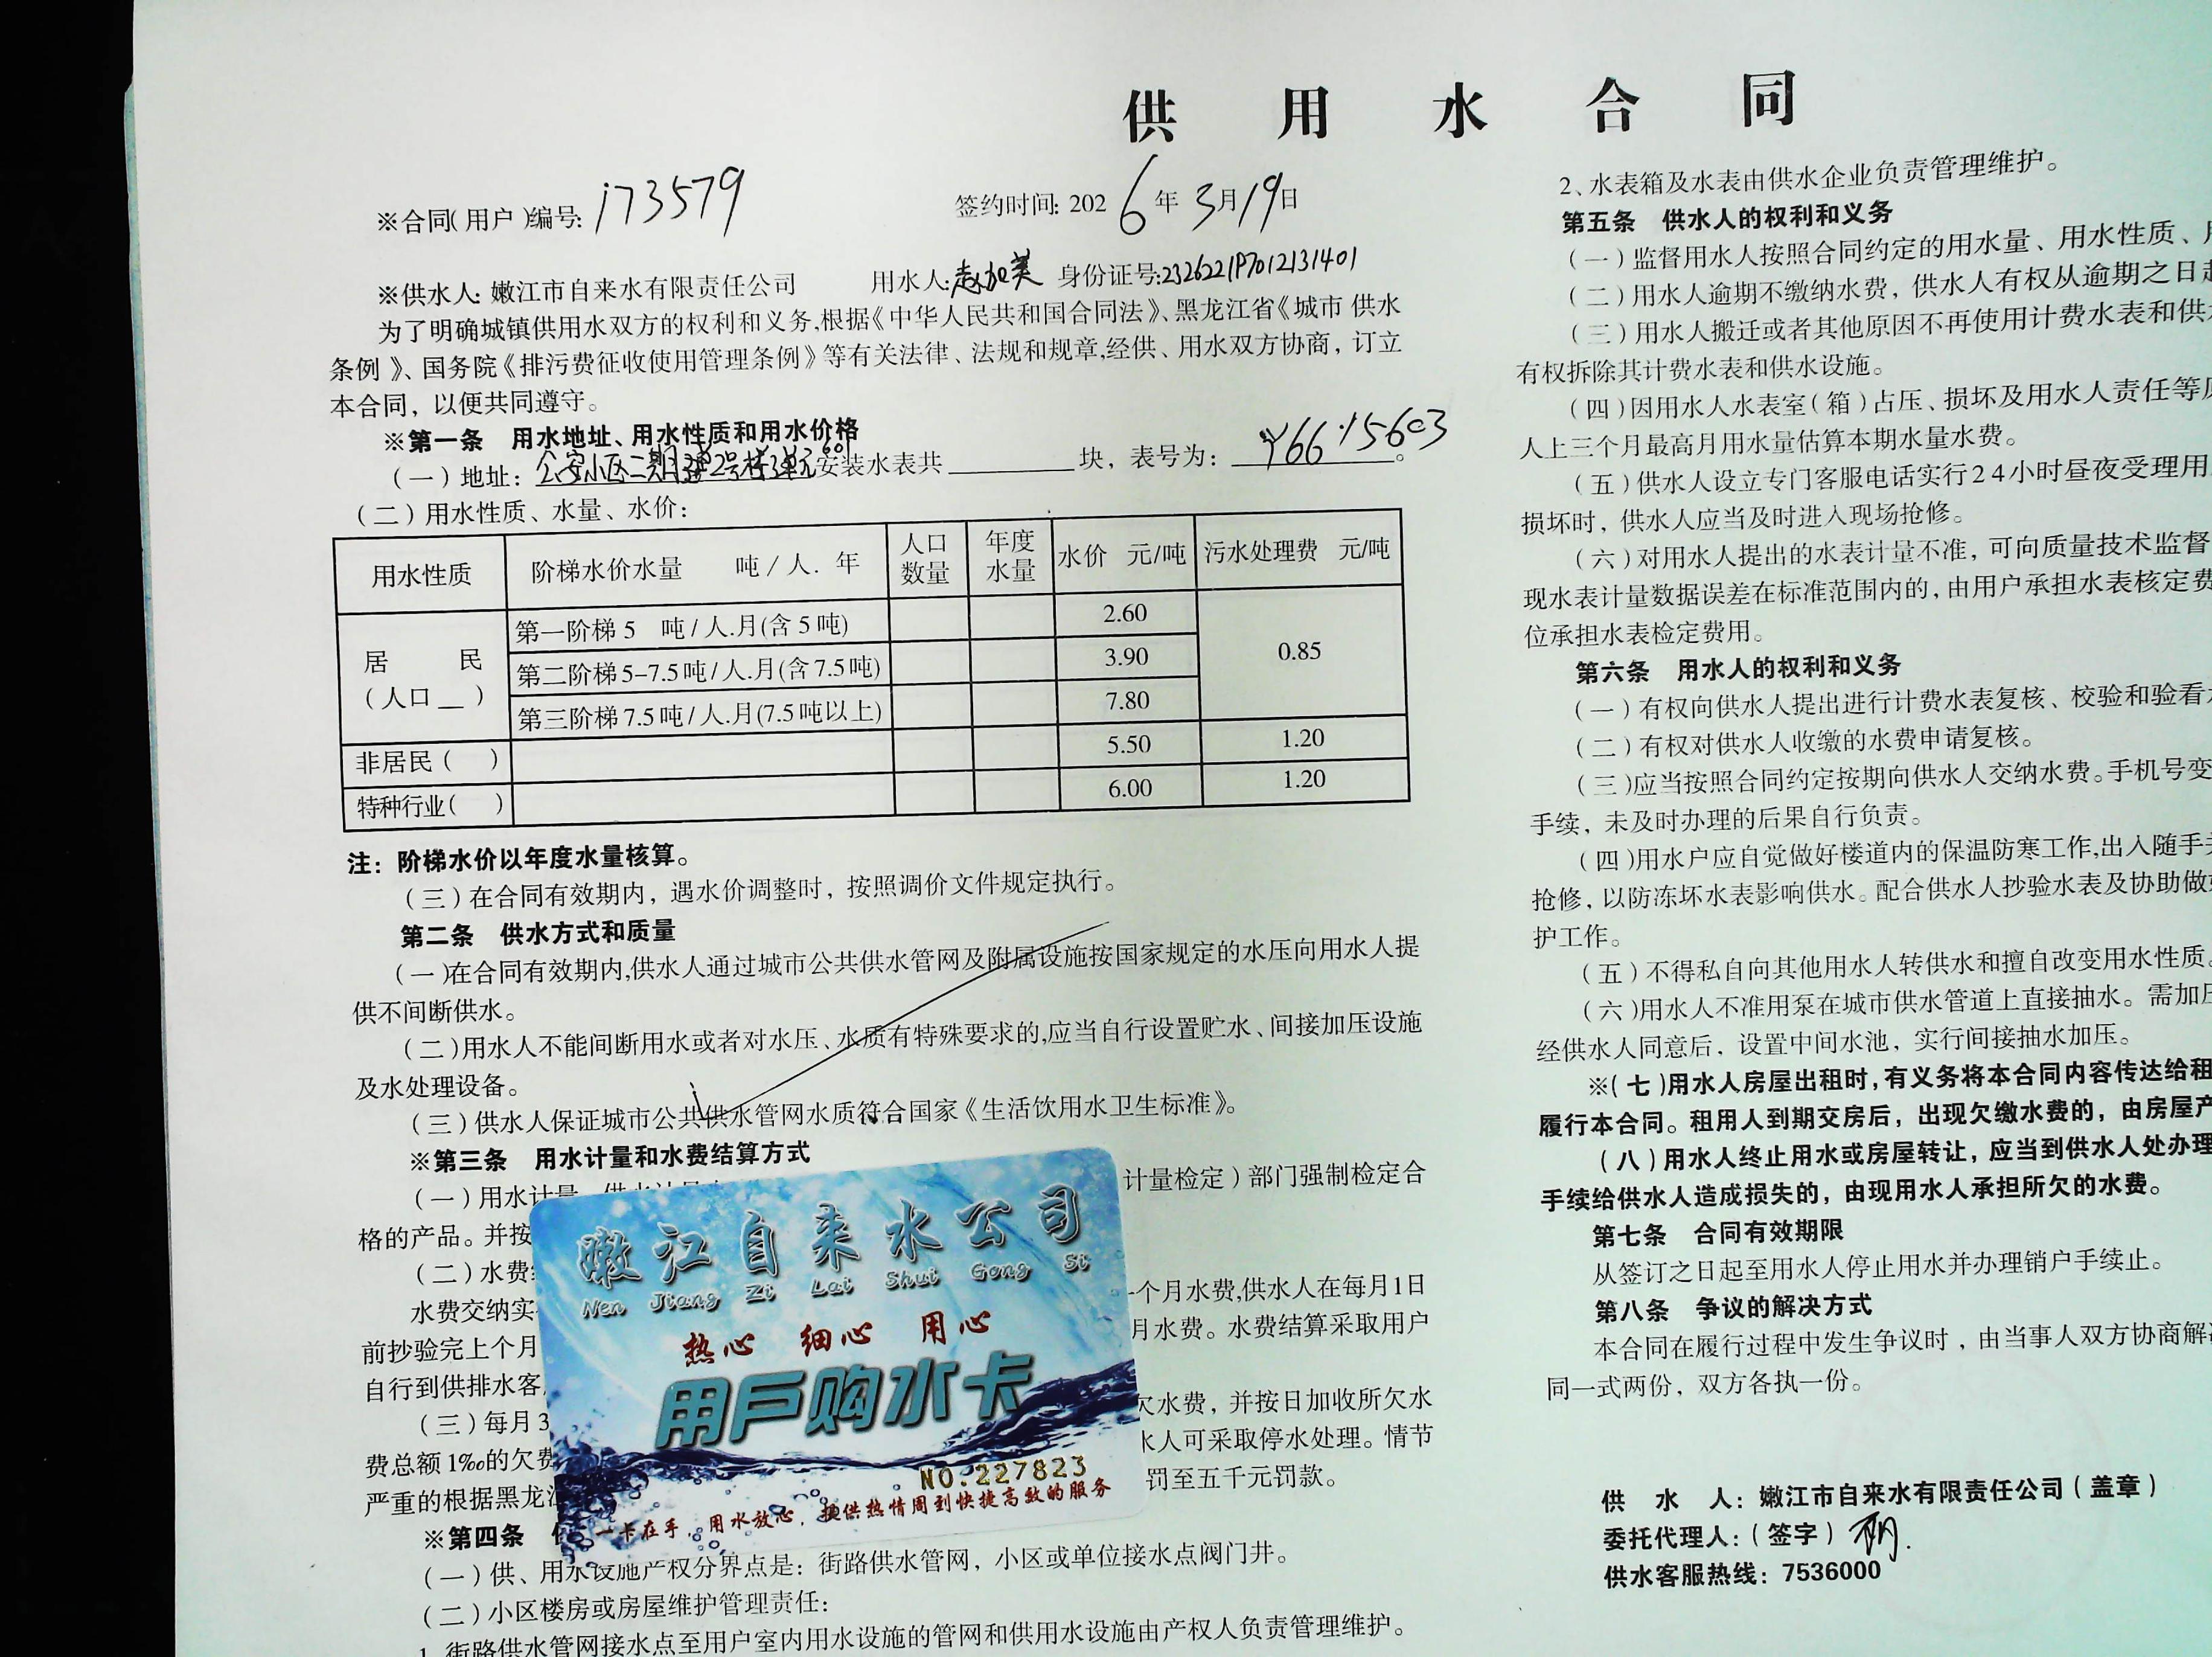 供 用 水 合 同
※合同(用户)编号: 173579
签约时间: 2026年3月19日
※供水人: 嫩江市自来水有限责任公司 用水人: 身份证号:232622197012131401
为了明确城镇供用水双方的权利和义务,根据《中华人民共和国合同法》、黑龙江省《城市 供水
条例》、国务院《排污费征收使用管理条例》等有关法律、法规和规章,经供、用水双方协商，订立
本合同，以便共同遵守。
※第一条 用水地址、用水性质和用水价格
(一)地址: 安装水表共 块，表号为:
(二)用水性质、水量、水价:
用水性质 阶梯水价水量 吨/人.年 人口数量 年度水量 水价 元/吨 污水处理费 元/吨
居 民
(人口 )
第一阶梯5 吨/人.月(含5吨) 2.60
第二阶梯5-7.5吨/人.月(含7.5吨) 3.90 0.85
第三阶梯7.5吨/人.月(7.5吨以上) 7.80
非居民( ) 5.50 1.20
特种行业( ) 6.00 1.20
注：阶梯水价以年度水量核算。
(三)在合同有效期内，遇水价调整时，按照调价文件规定执行。
第二条 供水方式和质量
(一)在合同有效期内,供水人通过城市公共供水管网及附属设施按国家规定的水压向用水人提
供不间断供水。
(二)用水人不能间断用水或者对水压、水质有特殊要求的,应当自行设置贮水、间接加压设施
及水处理设备。
(三)供水人保证城市公共供水管网水质符合国家《生活饮用水卫生标准》。
※第三条 用水计量和水费结算方式
(一)用水计量 计量检定)部门强制检定合
格的产品。并按
(二)水费
水费交纳实 个月水费,供水人在每月1日
前抄验完上个月 月水费。水费结算采取用户
自行到供排水客
(三)每月3 欠水费，并按日加收所欠水
费总额1‰的欠费 水人可采取停水处理。情节
严重的根据黑龙江 罚至五千元罚款。
※第四条
(一)供、用水设施产权分界点是：街路供水管网，小区或单位接水点阀门井。
(二)小区楼房或房屋维护管理责任:
1、街路供水管网接水点至用户室内用水设施的管网和供用水设施由产权人负责管理维护。
嫩江自来水公司
Nen Jiang Zi Lai Shui Gong Si
热心 细心 用心
用户购水卡
NO:227823
一卡在手，用水放心，提供热情周到快捷高效的服务
2、水表箱及水表由供水企业负责管理维护。
第五条 供水人的权利和义务
(一)监督用水人按照合同约定的用水量、用水性质、
(二)用水人逾期不缴纳水费，供水人有权从逾期之日起
(三)用水人搬迁或者其他原因不再使用计费水表和供
有权拆除其计费水表和供水设施。
(四)因用水人水表室(箱)占压、损坏及用水人责任等
人上三个月最高月用水量估算本期水量水费。
(五)供水人设立专门客服电话实行24小时昼夜受理用
损坏时，供水人应当及时进入现场抢修。
(六)对用水人提出的水表计量不准，可向质量技术监督
现水表计量数据误差在标准范围内的,由用户承担水表核定费
位承担水表检定费用。
第六条 用水人的权利和义务
(一)有权向供水人提出进行计费水表复核、校验和验看
(二)有权对供水人收缴的水费申请复核。
(三)应当按照合同约定按期向供水人交纳水费。手机号变
手续，未及时办理的后果自行负责。
(四)用水户应自觉做好楼道内的保温防寒工作,出入随手
抢修，以防冻坏水表影响供水。配合供水人抄验水表及协助做
护工作。
(五)不得私自向其他用水人转供水和擅自改变用水性质。
(六)用水人不准用泵在城市供水管道上直接抽水。需加
经供水人同意后，设置中间水池，实行间接抽水加压。
※(七)用水人房屋出租时,有义务将本合同内容传达给租
履行本合同。租用人到期交房后，出现欠缴水费的，由房屋产
(八)用水人终止用水或房屋转让，应当到供水人处办理
手续给供水人造成损失的，由现用水人承担所欠的水费。
第七条 合同有效期限
从签订之日起至用水人停止用水并办理销户手续止。
第八条 争议的解决方式
本合同在履行过程中发生争议时，由当事人双方协商解
同一式两份，双方各执一份。
供 水 人：嫩江市自来水有限责任公司(盖章)
委托代理人：(签字)
供水客服热线：7536000